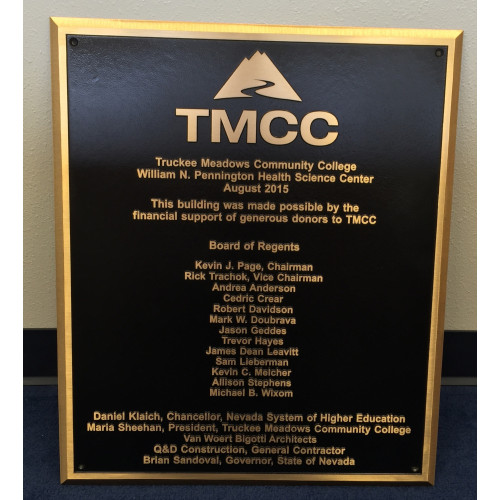 TMCC
Truckee Meadows Community College
William N. Pennington Health Science Center
August 2015
This building was made possible by the
financial support of generous donors to TMCC
Board of Regents
Kevin J. Page, Chairman
Rick Trachok, Vice Chairman
Andrea Anderson
Cedric Crear
Robert Davidson
Mark W. Doubrava
Jason Geddes
Trevor Hayes
James Dean Leavitt
Sam Lieberman
Kevin C. Melcher
Allison Stephens
Michael B. Wixom
Daniel Klaich, Chancellor, Nevada System of Higher Education
Maria Sheehan, President, Truckee Meadows Community College
Van Woert Bigotti Architects
Q&D Construction, General Contractor
Brian Sandoval, Governor, State of Nevada